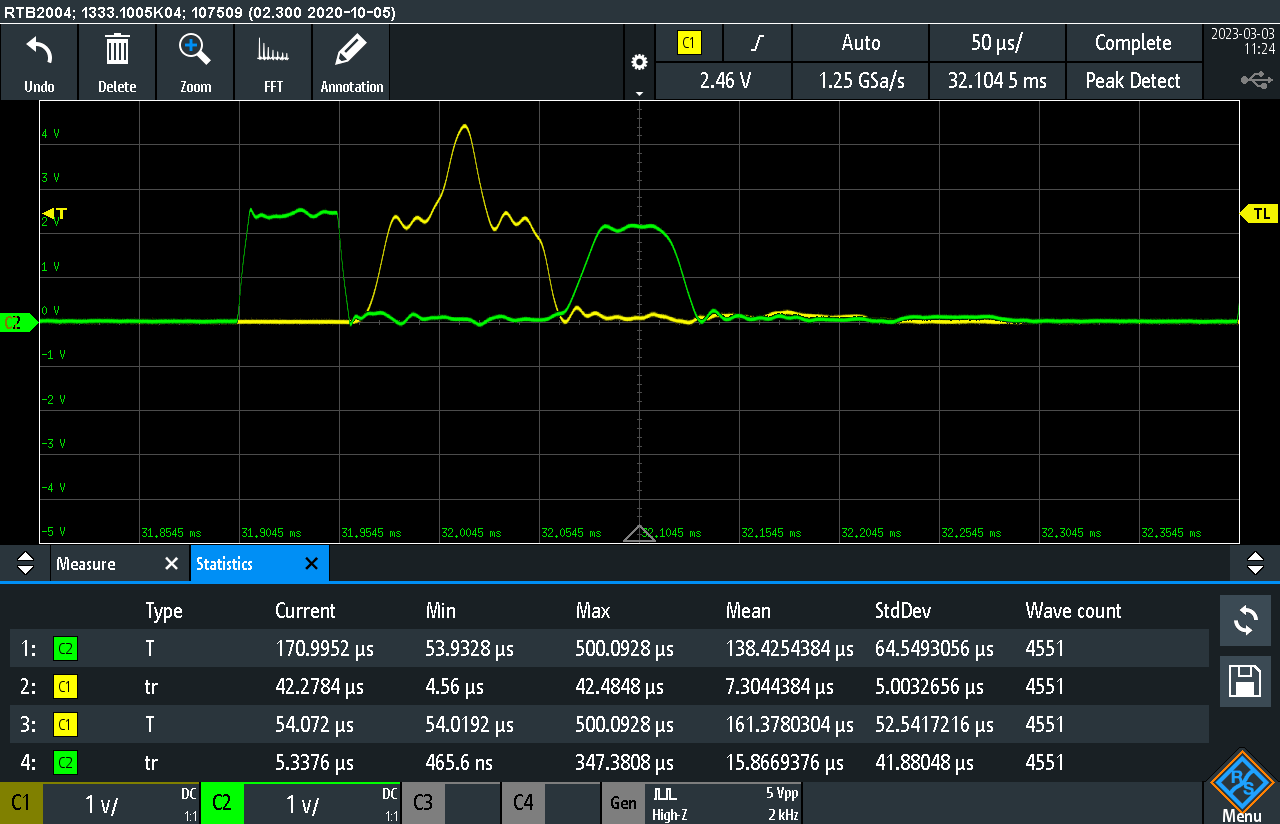 RTB2004; 1333.1005K04; 107509 (02.300 2020-10-05)
Undo
Delete
Zoom
FFT
Annotation
C1
Auto
50 µs/
Complete
2.46 V
1.25 GSa/s
32.104 5 ms
Peak Detect
2023-03-03
11:24
4 V
3 V
T
2 V
TL
1 V
0 V
C2
-1 V
-2 V
-3 V
-4 V
-5 V
31.8545 ms
31.9045 ms
31.9545 ms
32.0045 ms
32.0545 ms
32.1045 ms
32.1545 ms
32.2045 ms
32.2545 ms
32.3045 ms
32.3545 ms
Measure
Statistics
Type Current Min Max Mean StdDev Wave count
1: C2 T 170.9952 µs 53.9328 µs 500.0928 µs 138.4254384 µs 64.5493056 µs 4551
2: C1 tr 42.2784 µs 4.56 µs 42.4848 µs 7.3044384 µs 5.0032656 µs 4551
3: C1 T 54.072 µs 54.0192 µs 500.0928 µs 161.3780304 µs 52.5417216 µs 4551
4: C2 tr 5.3376 µs 465.6 ns 347.3808 µs 15.8669376 µs 41.88048 µs 4551
C1
1 V/
DC
1:1
C2
1 V/
DC
1:1
C3
C4
Gen
High-Z
5 Vpp
2 kHz
R&S
Menu